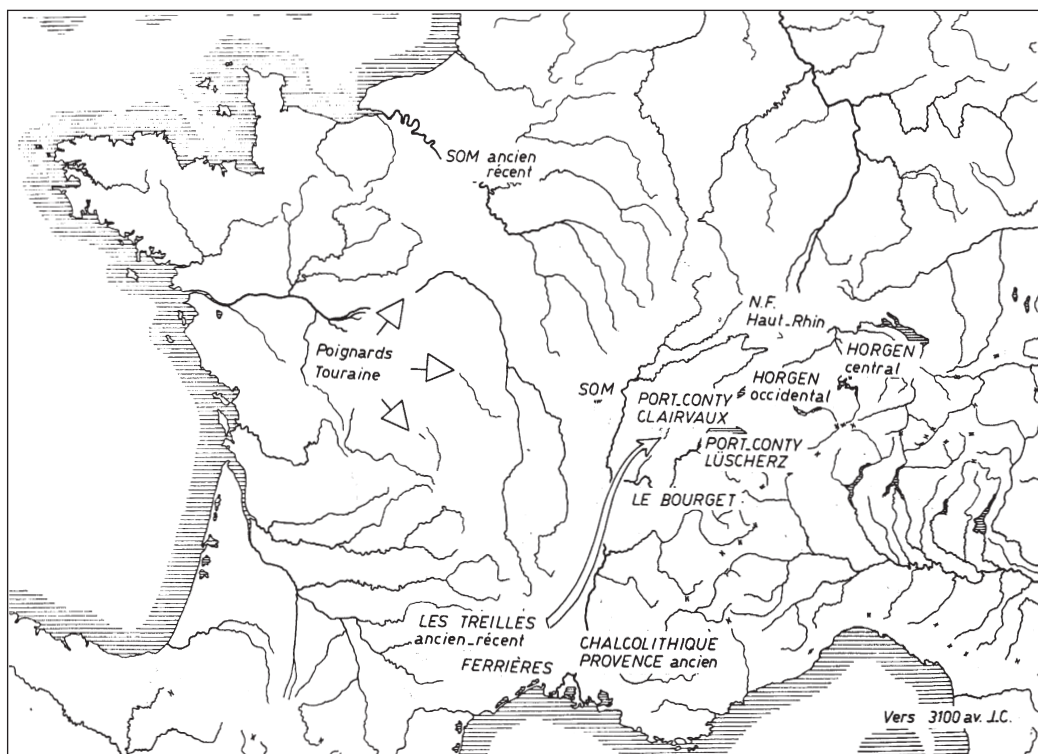 SOM ancien
récent
N.F.
Haut_Rhin
Poignards
Touraine
HORGEN
central
HORGEN
occidental
SOM
PORT_CONTY
CLAIRVAUX
PORT_CONTY
LÜSCHERZ
LE BOURGET
LES TREILLES
ancien_récent
FERRIÈRES
CHALCOLITHIQUE
PROVENCE ancien
Vers 3100 av. J.C.